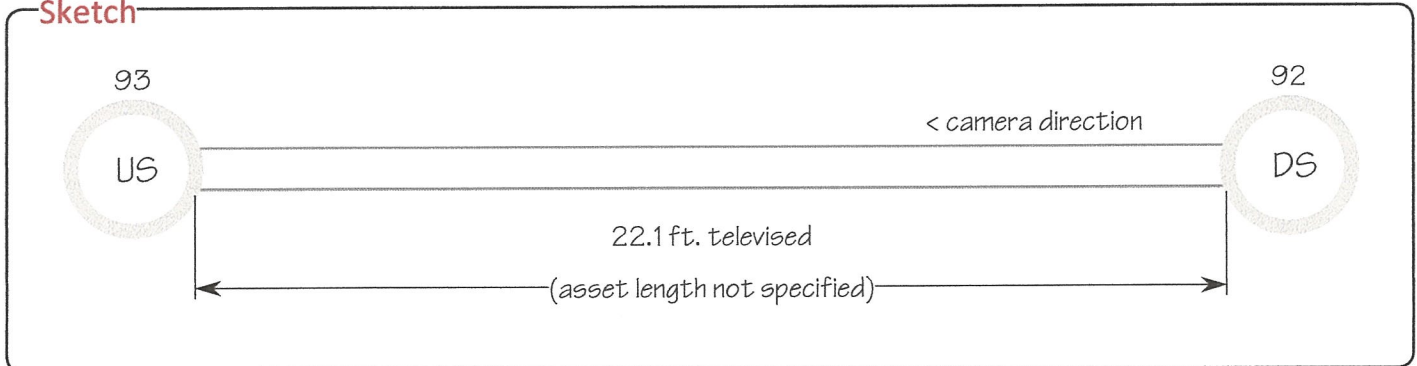 Sketch
93
92
< camera direction
US
DS
22.1 ft. televised
(asset length not specified)